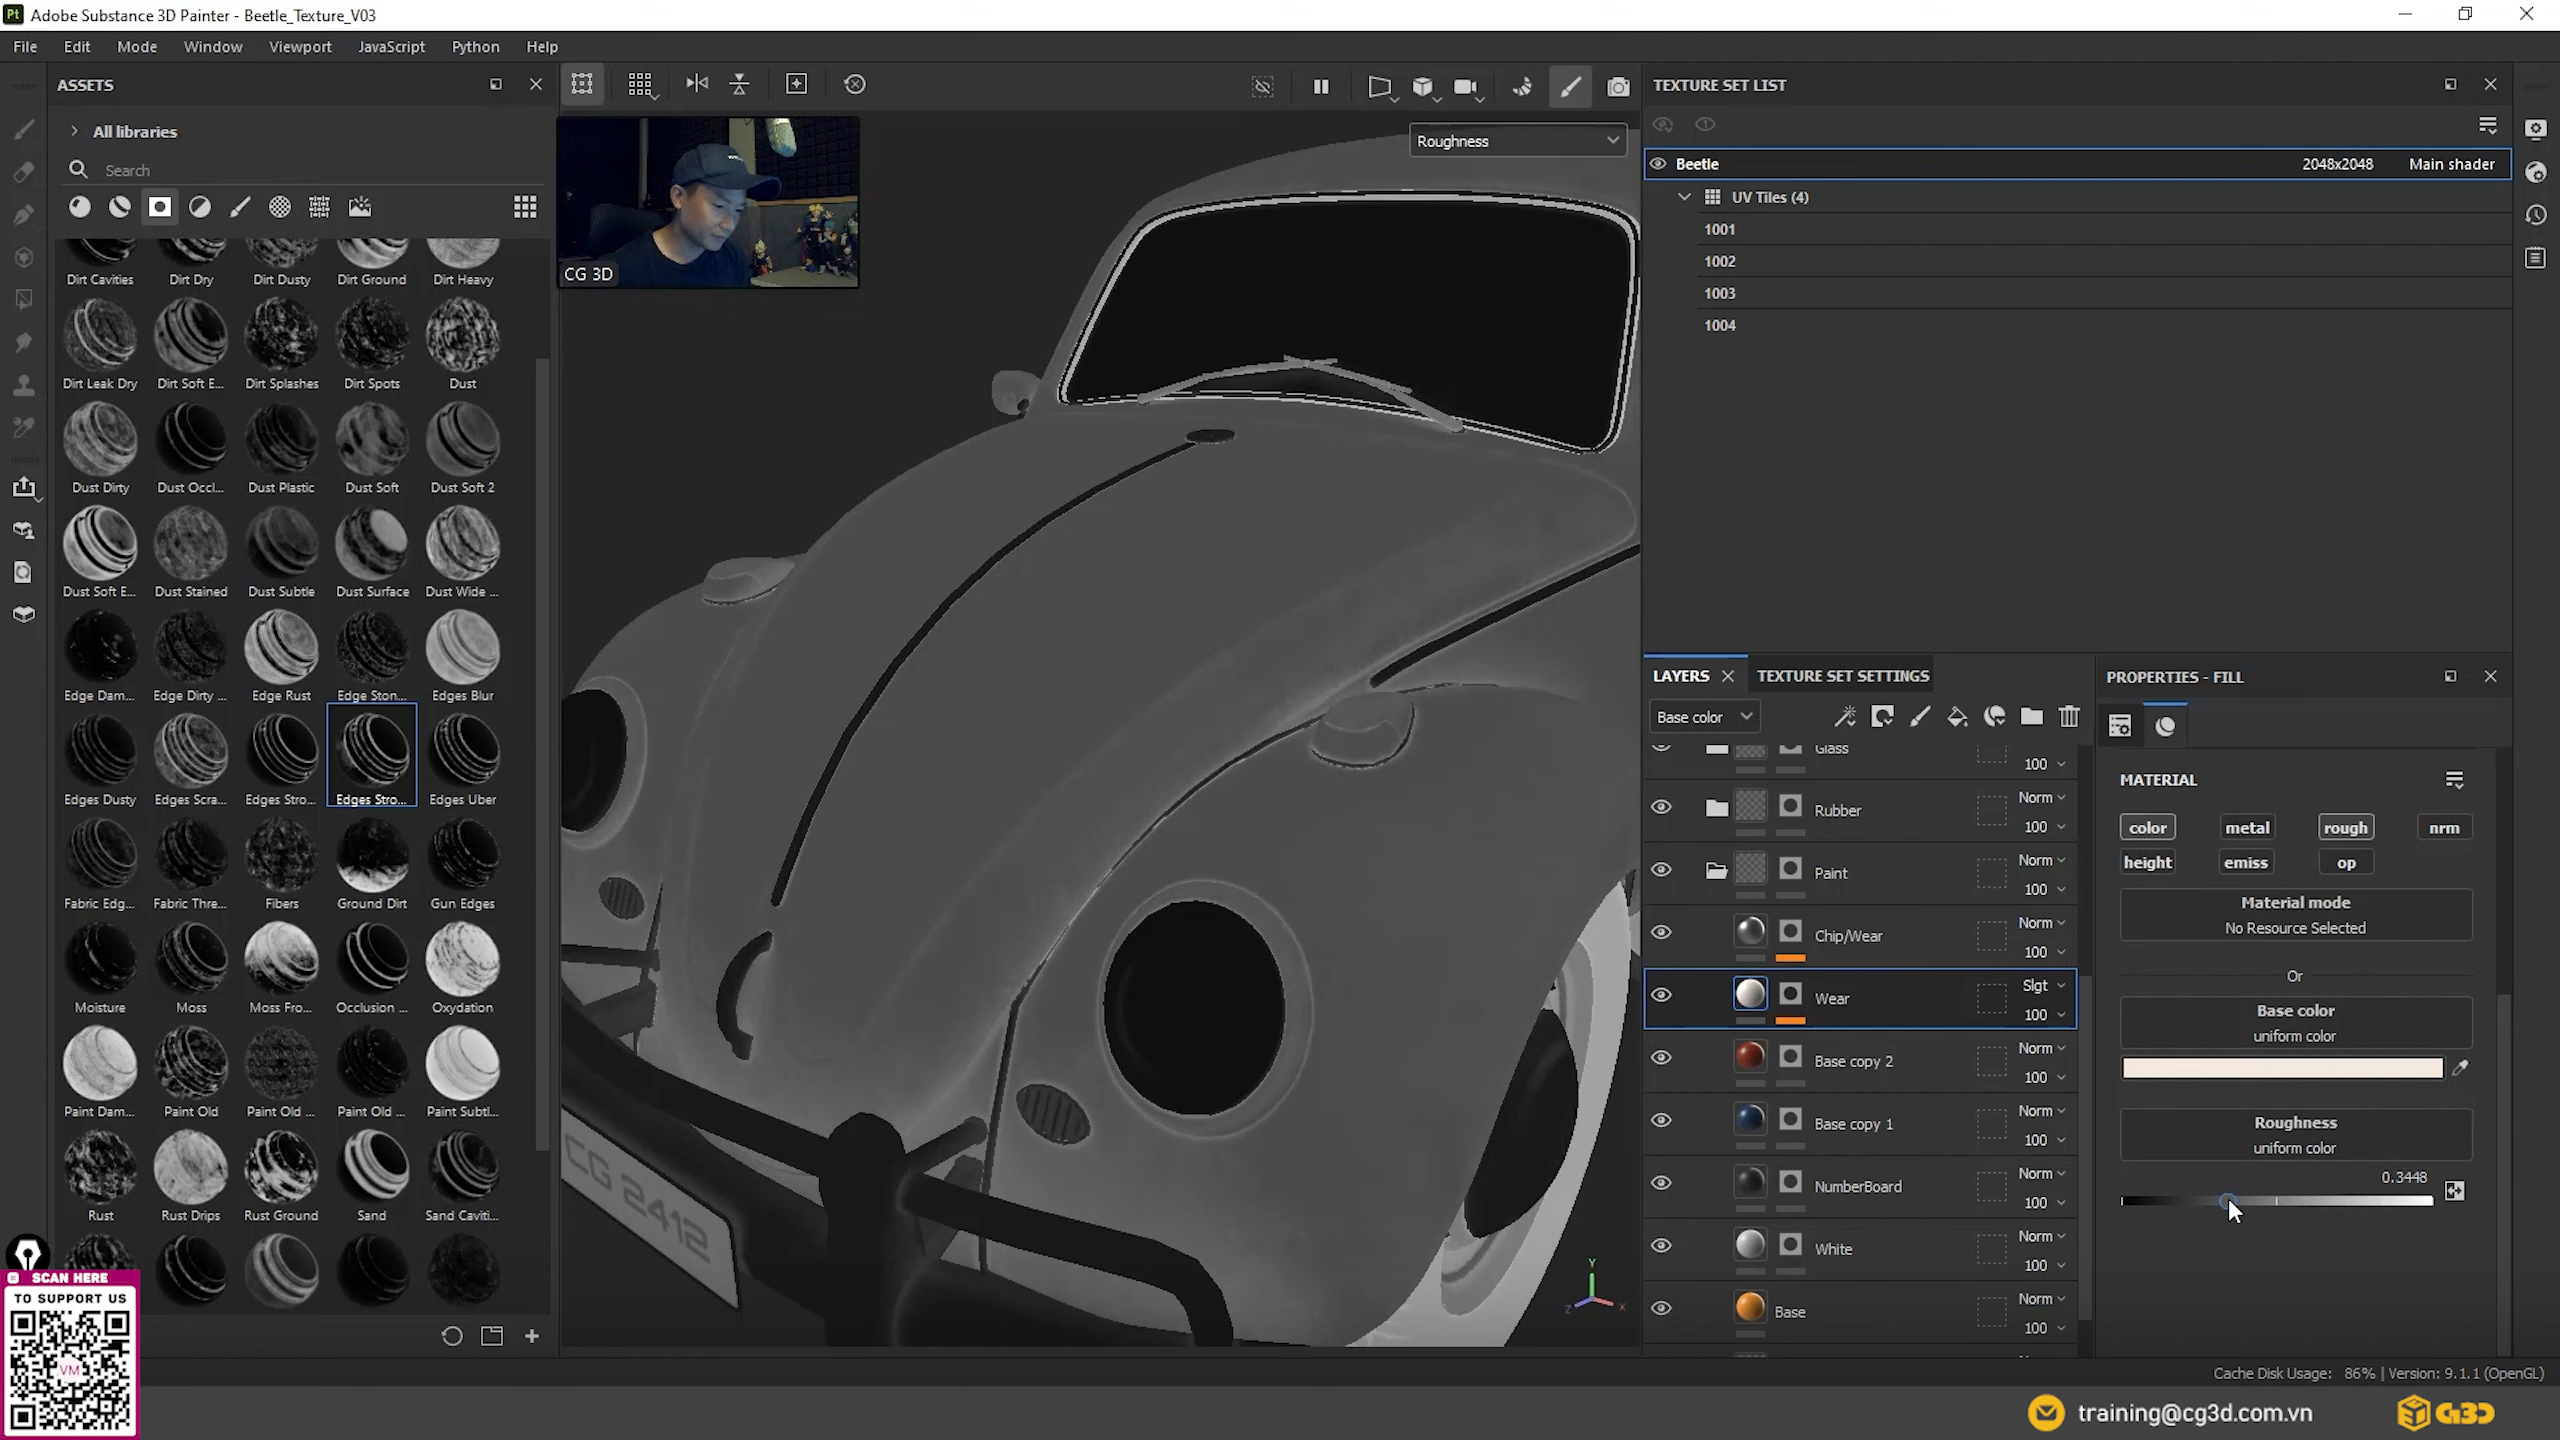 Pt Adobe Substance 3D Painter - Beetle_Texture_V03
File Edit Mode Window Viewport JavaScript Python Help
ASSETS
All libraries
Search
Dirt Cavities Dirt Dry Dirt Dusty Dirt Ground Dirt Heavy
Dirt Leak Dry Dirt Soft E... Dirt Splashes Dirt Spots Dust
Dust Dirty Dust Occl... Dust Plastic Dust Soft Dust Soft 2
Dust Soft E... Dust Stained Dust Subtle Dust Surface Dust Wide ...
Edge Dam... Edge Dirty ... Edge Rust Edge Ston... Edges Blur
Edges Dusty Edges Scra... Edges Stro... Edges Stro... Edges Uber
Fabric Edg... Fabric Thre... Fibers Ground Dirt Gun Edges
Moisture Moss Moss Fro... Occlusion ... Oxydation
Paint Dam... Paint Old Paint Old ... Paint Old ... Paint Subtl...
Rust Rust Drips Rust Ground Sand Sand Caviti...
SCAN HERE
TO SUPPORT US
VM
CG 3D
Roughness
CG 2412
Y
X
Z
TEXTURE SET LIST
Beetle 2048x2048 Main shader
UV Tiles (4)
1001
1002
1003
1004
LAYERS TEXTURE SET SETTINGS
Base color
Glass
100
Rubber Norm
100
Paint Norm
100
Chip/Wear Norm
100
Wear Slgt
100
Base copy 2 Norm
100
Base copy 1 Norm
100
NumberBoard Norm
100
White Norm
100
Base Norm
100
PROPERTIES - FILL
MATERIAL
color metal rough nrm
height emiss op
Material mode
No Resource Selected
Or
Base color
uniform color
Roughness
uniform color
0.3448
Cache Disk Usage: 86% | Version: 9.1.1 (OpenGL)
training@cg3d.com.vn CG3D